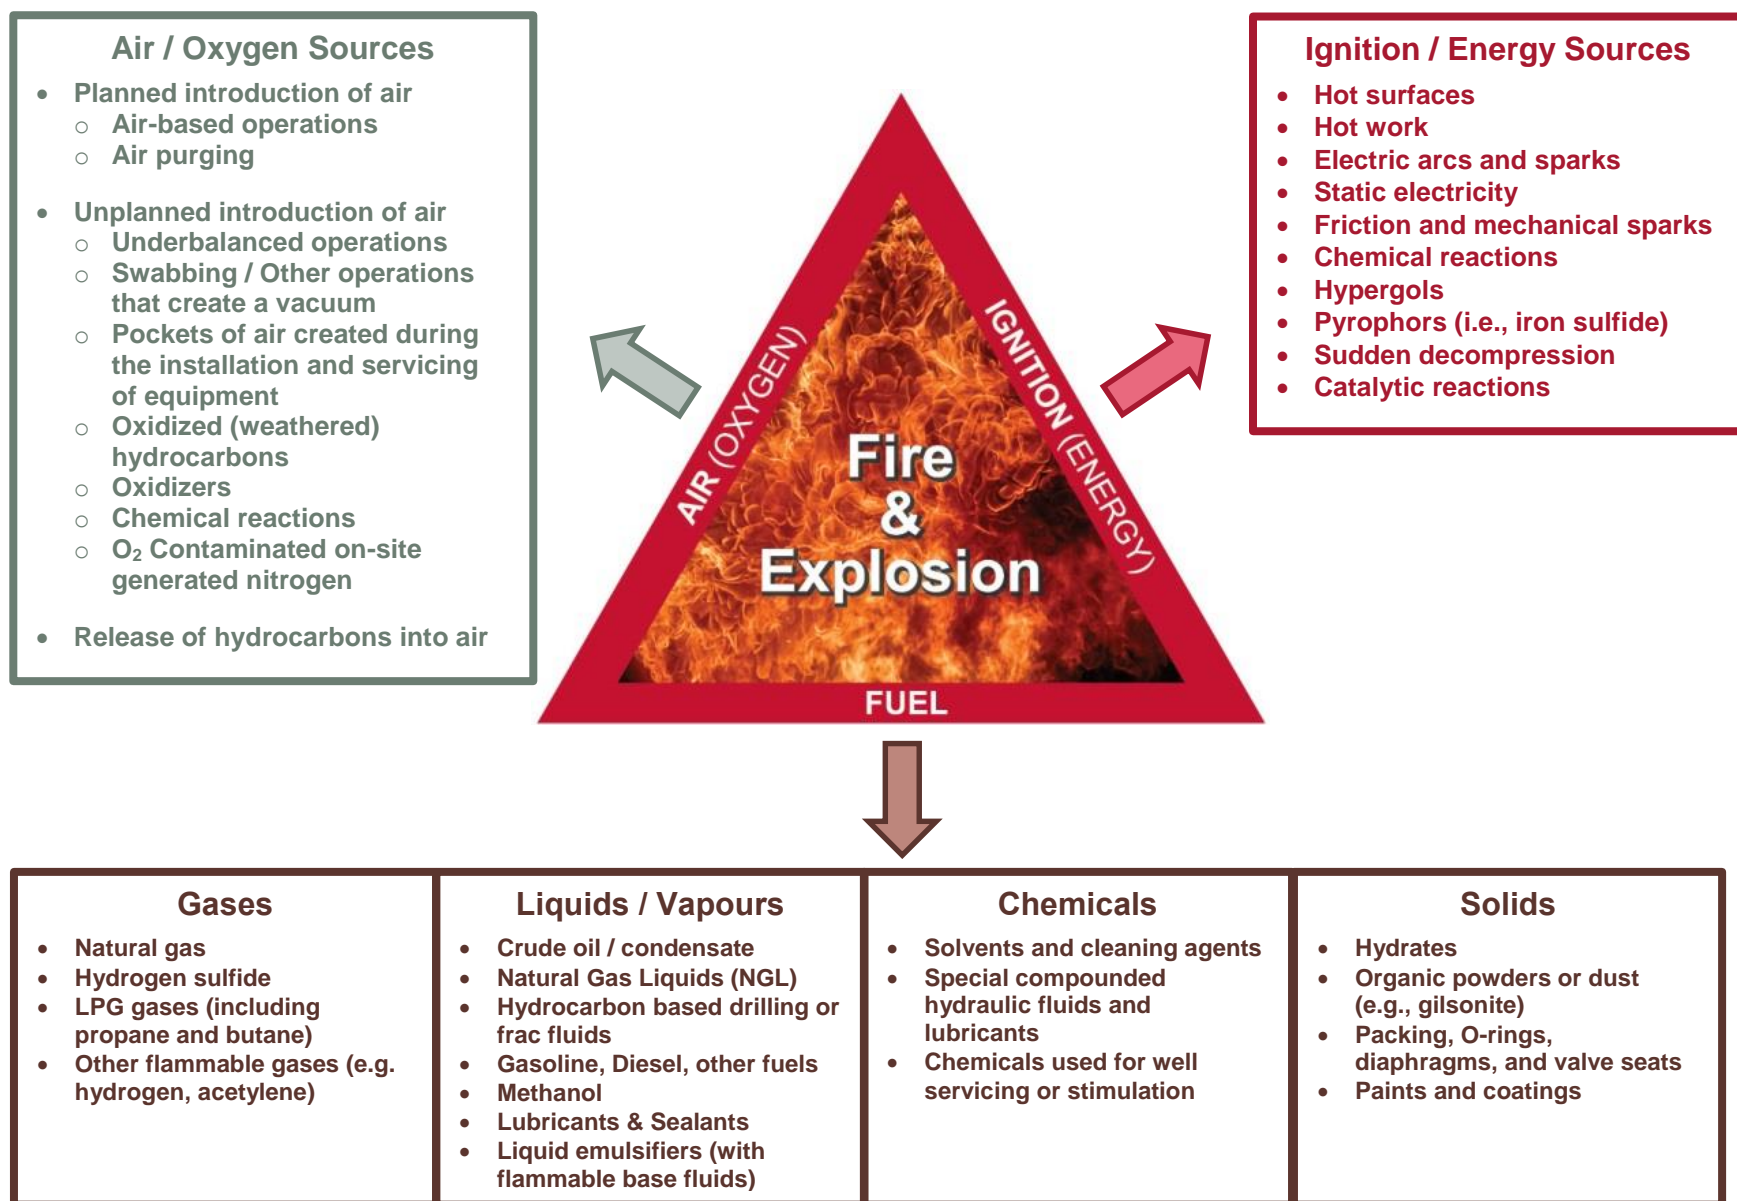 Air / Oxygen Sources
• Planned introduction of air
o Air-based operations
o Air purging
• Unplanned introduction of air
o Underbalanced operations
o Swabbing / Other operations
that create a vacuum
o Pockets of air created during
the installation and servicing
of equipment
o Oxidized (weathered)
hydrocarbons
o Oxidizers
o Chemical reactions
o O₂ Contaminated on-site
generated nitrogen
• Release of hydrocarbons into air
Ignition / Energy Sources
• Hot surfaces
• Hot work
• Electric arcs and sparks
• Static electricity
• Friction and mechanical sparks
• Chemical reactions
• Hypergols
• Pyrophors (i.e., iron sulfide)
• Sudden decompression
• Catalytic reactions
AIR (OXYGEN)
IGNITION (ENERGY)
Fire
&
Explosion
FUEL
Gases
• Natural gas
• Hydrogen sulfide
• LPG gases (including
propane and butane)
• Other flammable gases (e.g.
hydrogen, acetylene)
Liquids / Vapours
• Crude oil / condensate
• Natural Gas Liquids (NGL)
• Hydrocarbon based drilling or
frac fluids
• Gasoline, Diesel, other fuels
• Methanol
• Lubricants & Sealants
• Liquid emulsifiers (with
flammable base fluids)
Chemicals
• Solvents and cleaning agents
• Special compounded
hydraulic fluids and
lubricants
• Chemicals used for well
servicing or stimulation
Solids
• Hydrates
• Organic powders or dust
(e.g., gilsonite)
• Packing, O-rings,
diaphragms, and valve seats
• Paints and coatings